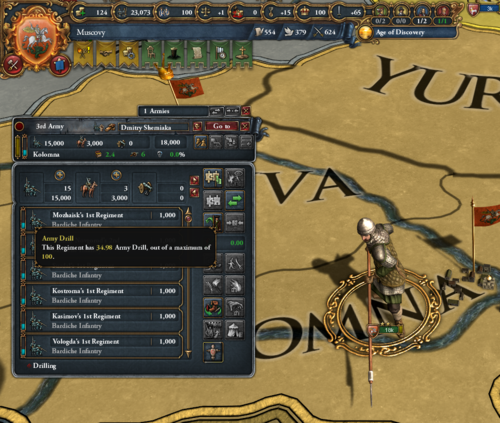 124 23,073 100 +1 100 0 +15 100 0 +65
0/2 0/0 1/2 1/1
Muscovy 554 379 624 Age of Discovery
YUR
1 Armies
3rd Army Dmitry Shemiaka Go to
15,000 3,000 0 18,000
Kolomna 2.4 6 0.0%
VA
15 3 0
15,000 3,000 0
Mozhaisk's 1st Regiment 1,000
Army Drill
This Regiment has 34.98 Army Drill, out of a maximum of
100.
0.00
Bardiche Infantry
Kostroma's 1st Regiment 1,000
Bardiche Infantry
Kasimov's 1st Regiment 1,000
Bardiche Infantry
Vologda's 1st Regiment 1,000
Bardiche Infantry
Drilling
OMNA